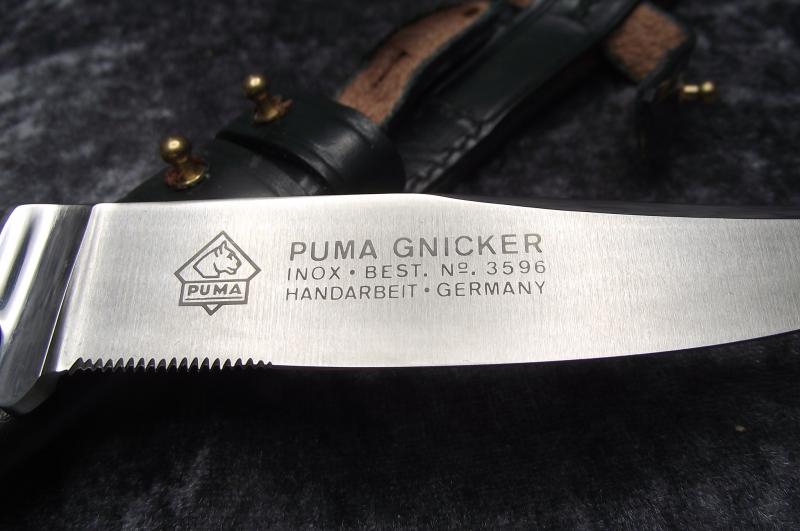 PUMA GNICKER
INOX • BEST. Nº. 3596
HANDARBEIT • GERMANY
PUMA